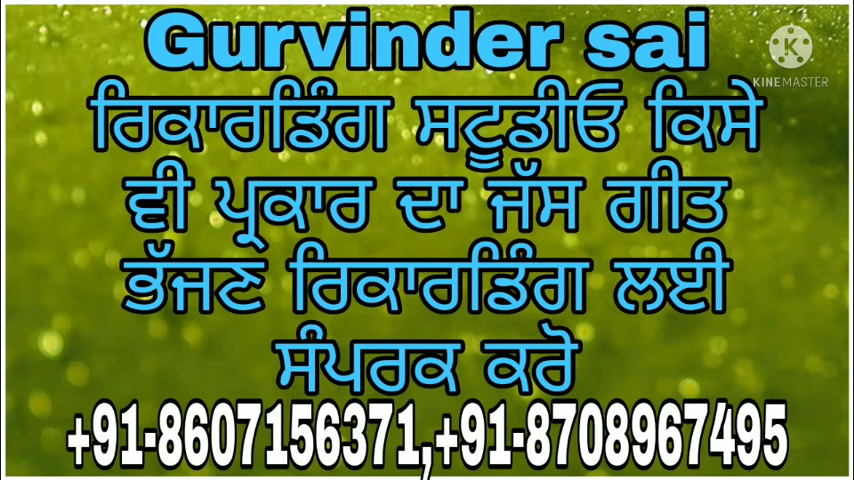 Gurvinder sai
KINEMASTER
ਰਿਕਾਰਡਿੰਗ ਸਟੂਡੀਓ ਕਿਸੇ
ਵੀ ਪ੍ਰਕਾਰ ਦਾ ਜੱਸ ਗੀਤ
ਭੱਜਣ ਰਿਕਾਰਡਿੰਗ ਲਈ
ਸੰਪਰਕ ਕਰੋ
+91-8607156371,+91-8708967495